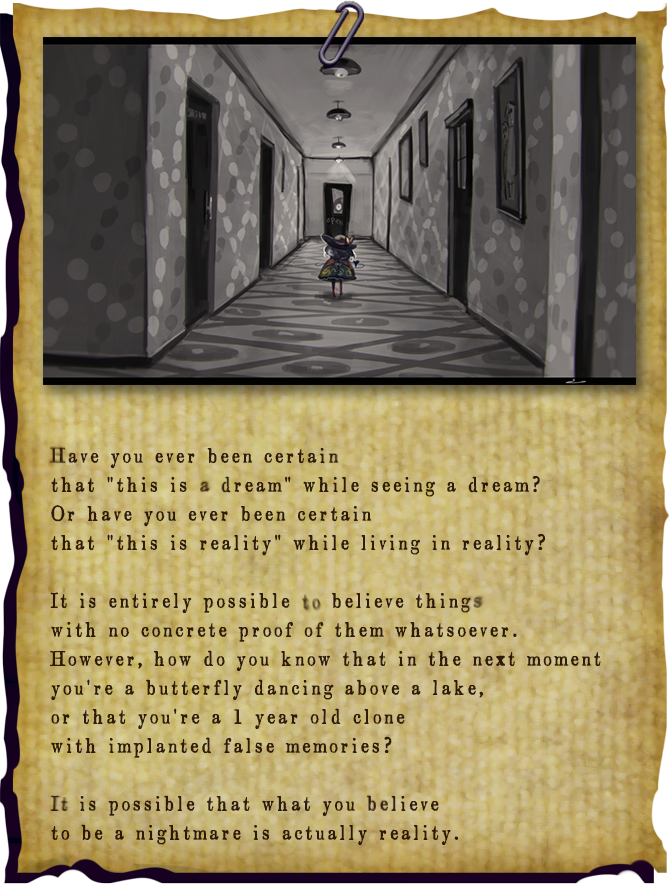 Have you ever been certain
that "this is a dream" while seeing a dream?
Or have you ever been certain
that "this is reality" while living in reality?
It is entirely possible to believe things
with no concrete proof of them whatsoever.
However, how do you know that in the next moment
you're a butterfly dancing above a lake,
or that you're a 1 year old clone
with implanted false memories?
It is possible that what you believe
to be a nightmare is actually reality.